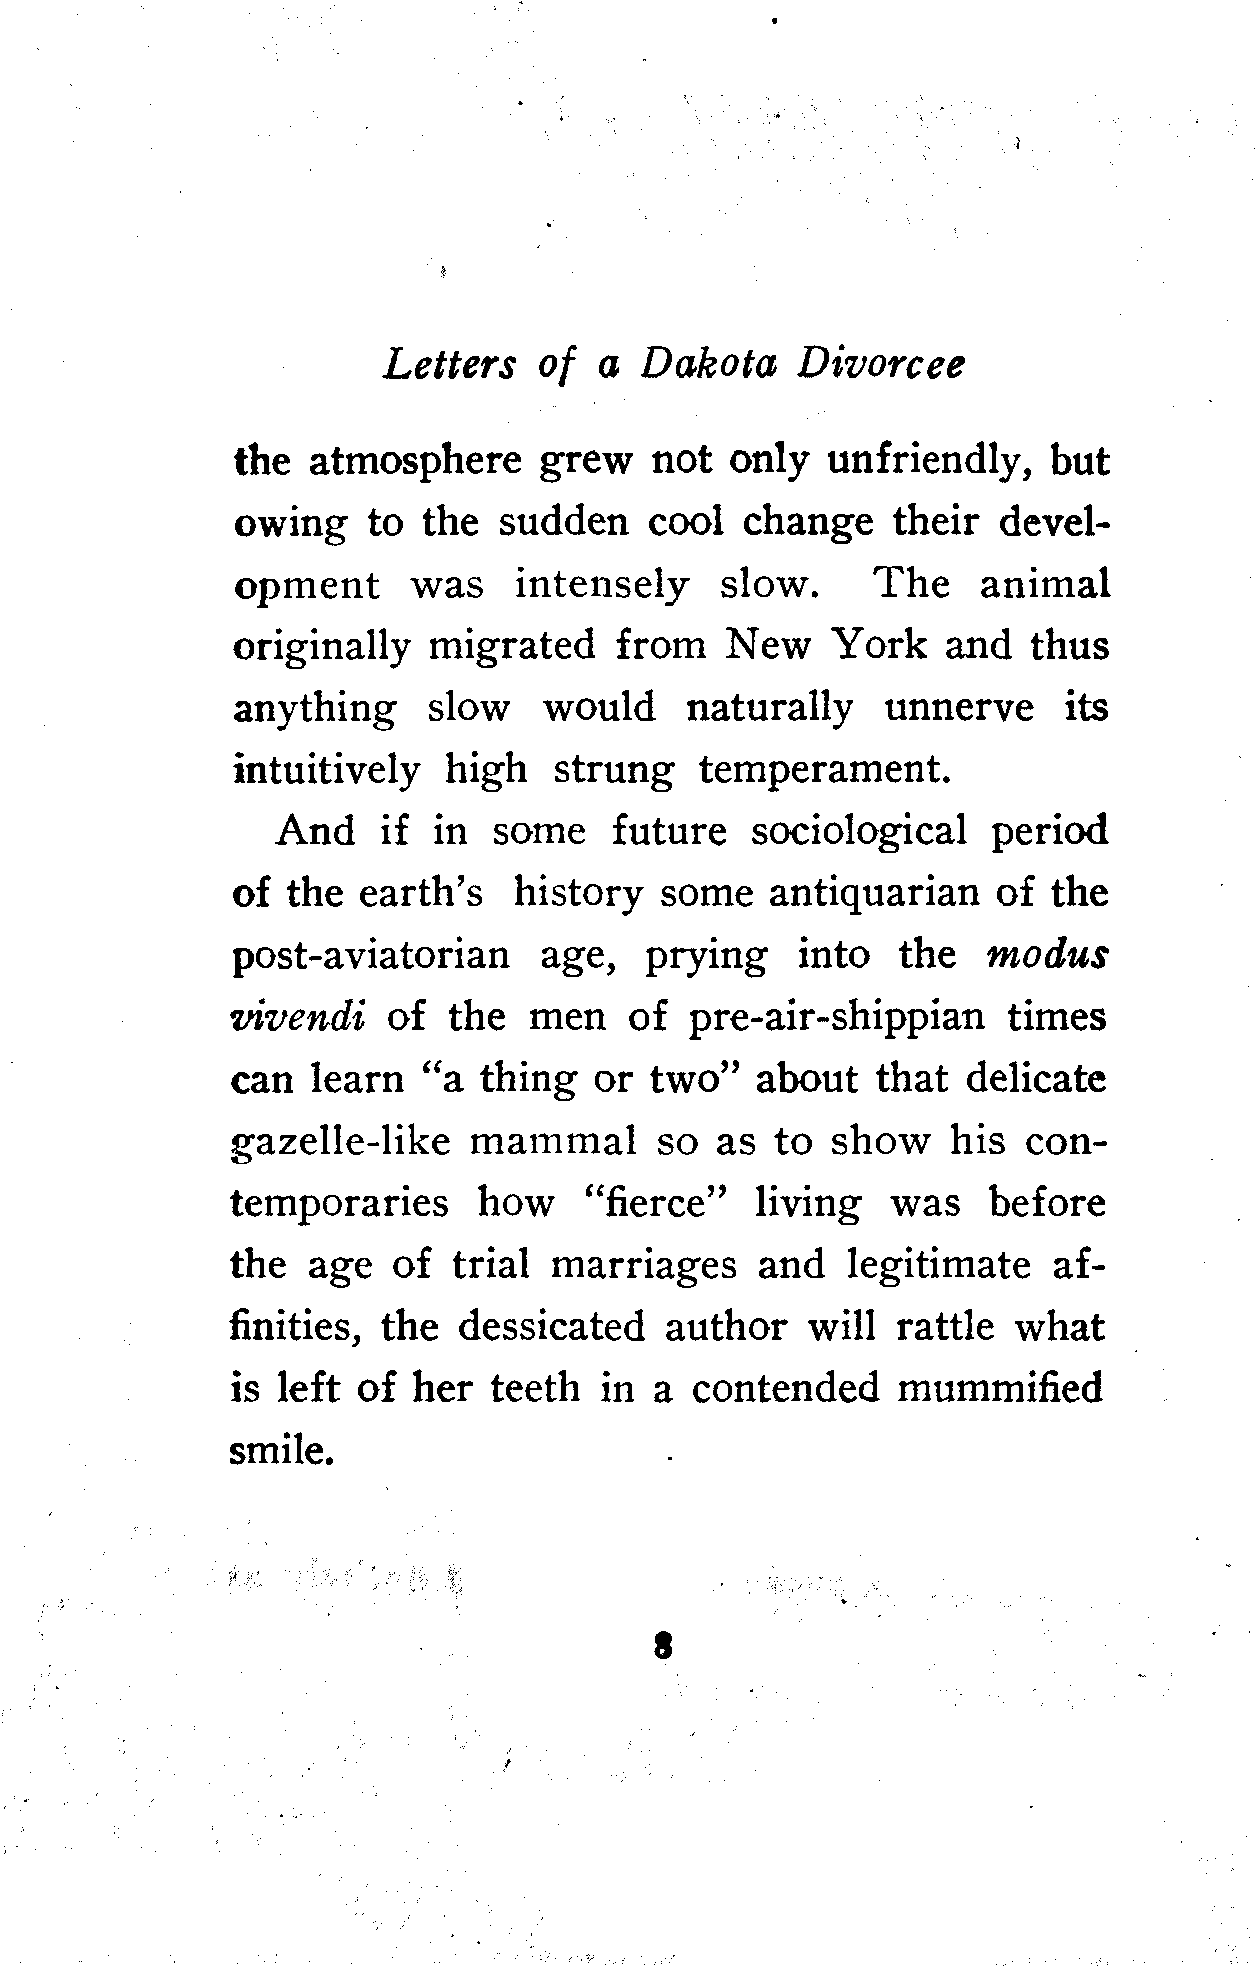 Letters of a Dakota Divorcee
the atmosphere grew not only unfriendly, but
owing to the sudden cool change their devel-
opment was intensely slow. The animal
originally migrated from New York and thus
anything slow would naturally unnerve its
intuitively high strung temperament.
And if in some future sociological period
of the earth's history some antiquarian of the
post-aviatorian age, prying into the modus
vivendi of the men of pre-air-shippian times
can learn “a thing or two” about that delicate
gazelle-like mammal so as to show his con-
temporaries how “fierce” living was before
the age of trial marriages and legitimate af-
finities, the dessicated author will rattle what
is left of her teeth in a contended mummified
smile.
8